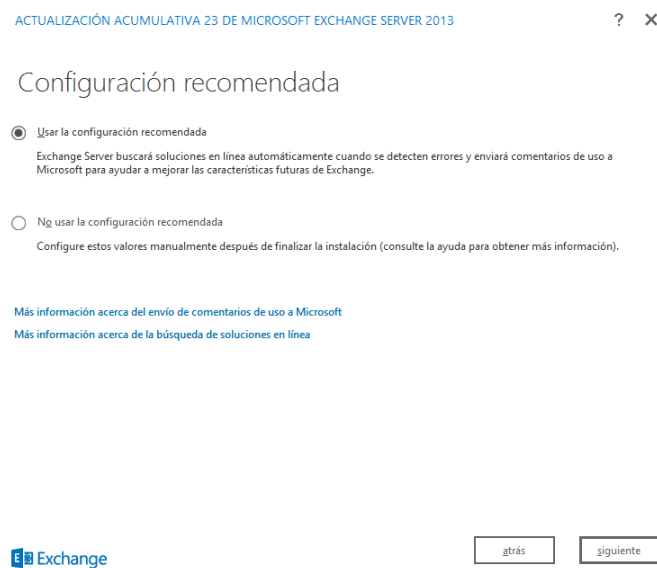 ACTUALIZACIÓN ACUMULATIVA 23 DE MICROSOFT EXCHANGE SERVER 2013 ? ✕
Configuración recomendada
Usar la configuración recomendada
Exchange Server buscará soluciones en línea automáticamente cuando se detecten errores y enviará comentarios de uso a
Microsoft para ayudar a mejorar las características futuras de Exchange.
No usar la configuración recomendada
Configure estos valores manualmente después de finalizar la instalación (consulte la ayuda para obtener más información).
Más información acerca del envío de comentarios de uso a Microsoft
Más información acerca de la búsqueda de soluciones en línea
E Exchange
atrás
siguiente